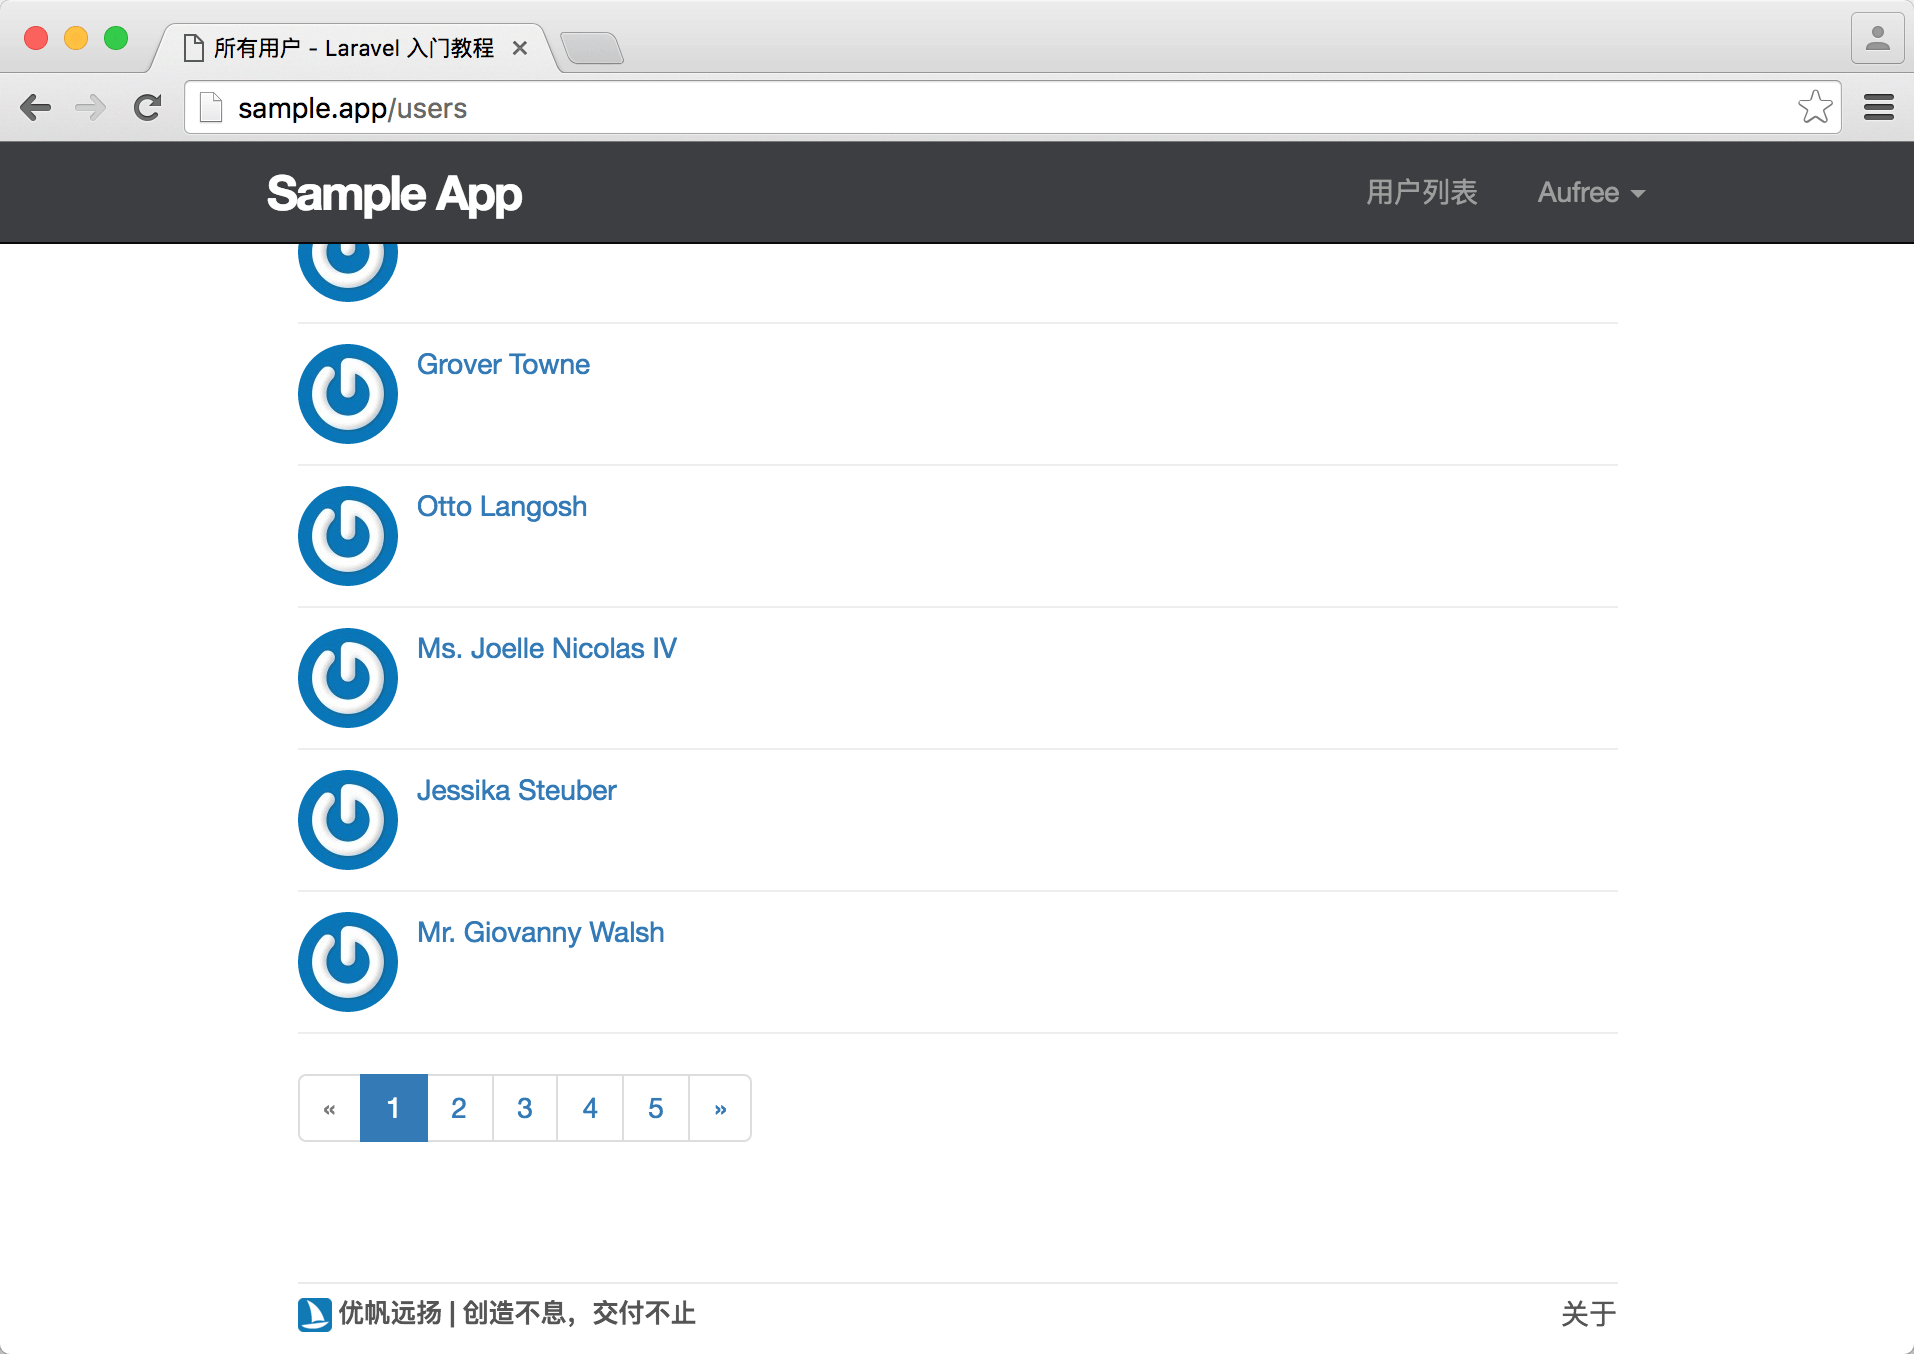 所有用户 - Laravel 入门教程
sample.app/users
Sample App
用户列表
Aufree
Grover Towne
Otto Langosh
Ms. Joelle Nicolas IV
Jessika Steuber
Mr. Giovanny Walsh
« 1 2 3 4 5 »
优帆远扬 | 创造不息，交付不止
关于